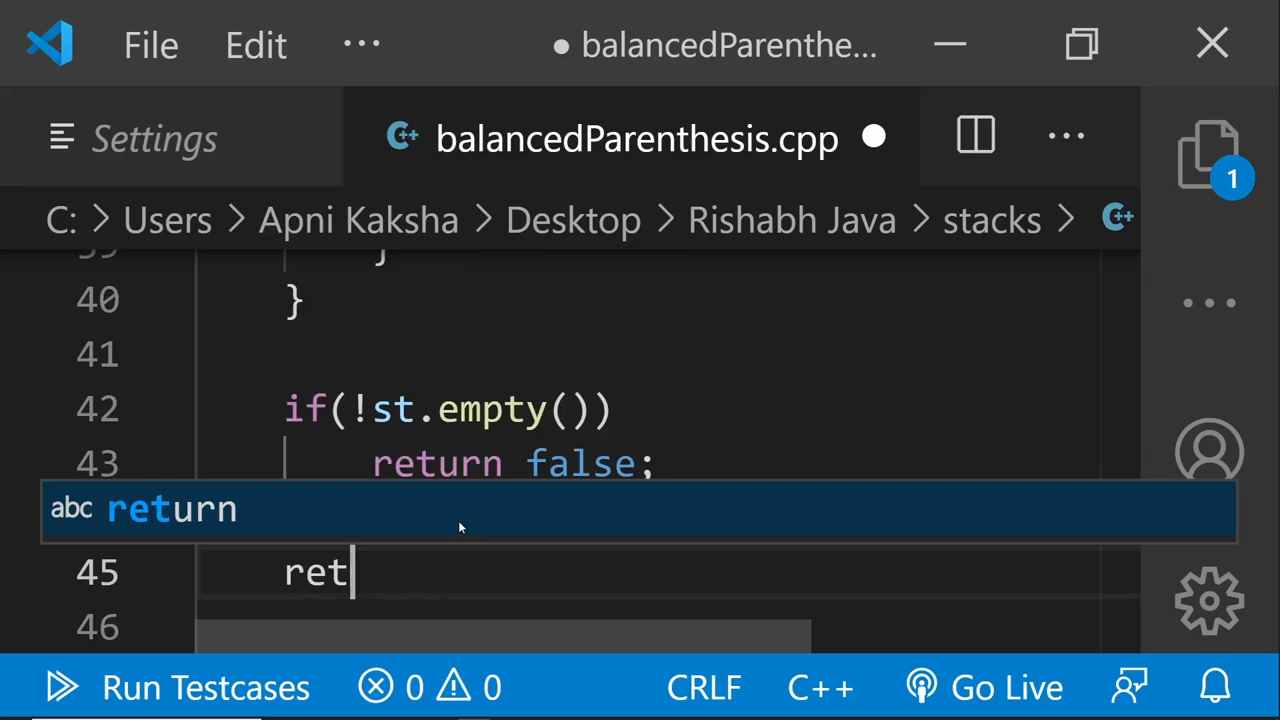 File Edit ··· ● balancedParenthe...
Settings balancedParenthesis.cpp ● ···
C: > Users > Apni Kaksha > Desktop > Rishabh Java > stacks >
39 }
40 }
41
42 if(!st.empty())
43 return false;
abc return
45 ret
46
Run Testcases 0 0 CRLF C++ Go Live
1